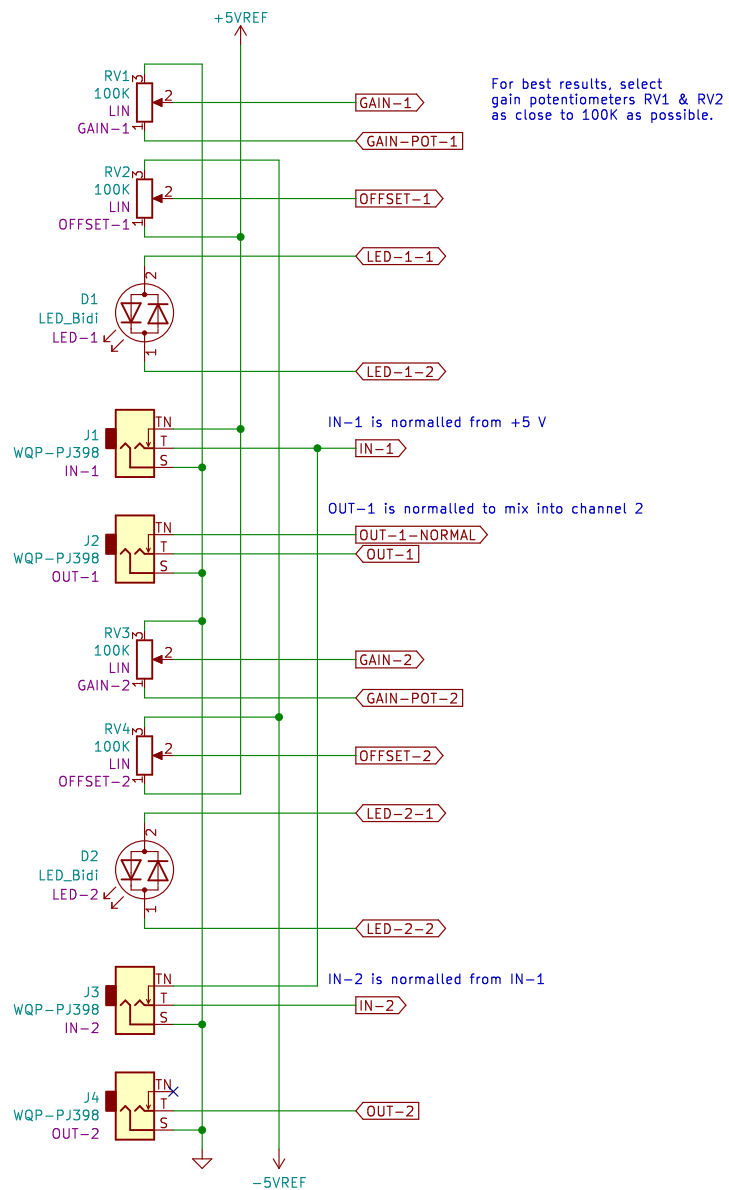 +5VREF
RV1
100K
LIN
GAIN-1
3
2
1
GAIN-1
GAIN-POT-1
For best results, select
gain potentiometers RV1 & RV2
as close to 100K as possible.
RV2
100K
LIN
OFFSET-1
3
2
1
OFFSET-1
LED-1-1
D1
LED_Bidi
LED-1
2
1
LED-1-2
IN-1 is normalled from +5 V
J1
WQP-PJ398
IN-1
TN
T
S
IN-1
OUT-1 is normalled to mix into channel 2
J2
WQP-PJ398
OUT-1
TN
T
S
OUT-1-NORMAL
OUT-1
RV3
100K
LIN
GAIN-2
3
2
1
GAIN-2
GAIN-POT-2
RV4
100K
LIN
OFFSET-2
3
2
1
OFFSET-2
LED-2-1
D2
LED_Bidi
LED-2
2
1
LED-2-2
IN-2 is normalled from IN-1
J3
WQP-PJ398
IN-2
TN
T
S
IN-2
J4
WQP-PJ398
OUT-2
TN
T
S
OUT-2
-5VREF